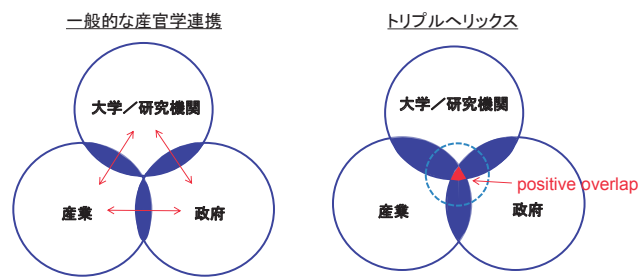 一般的な産官学連携
大学／研究機関
産業
政府
トリプルヘリックス
大学／研究機関
positive overlap
産業
政府